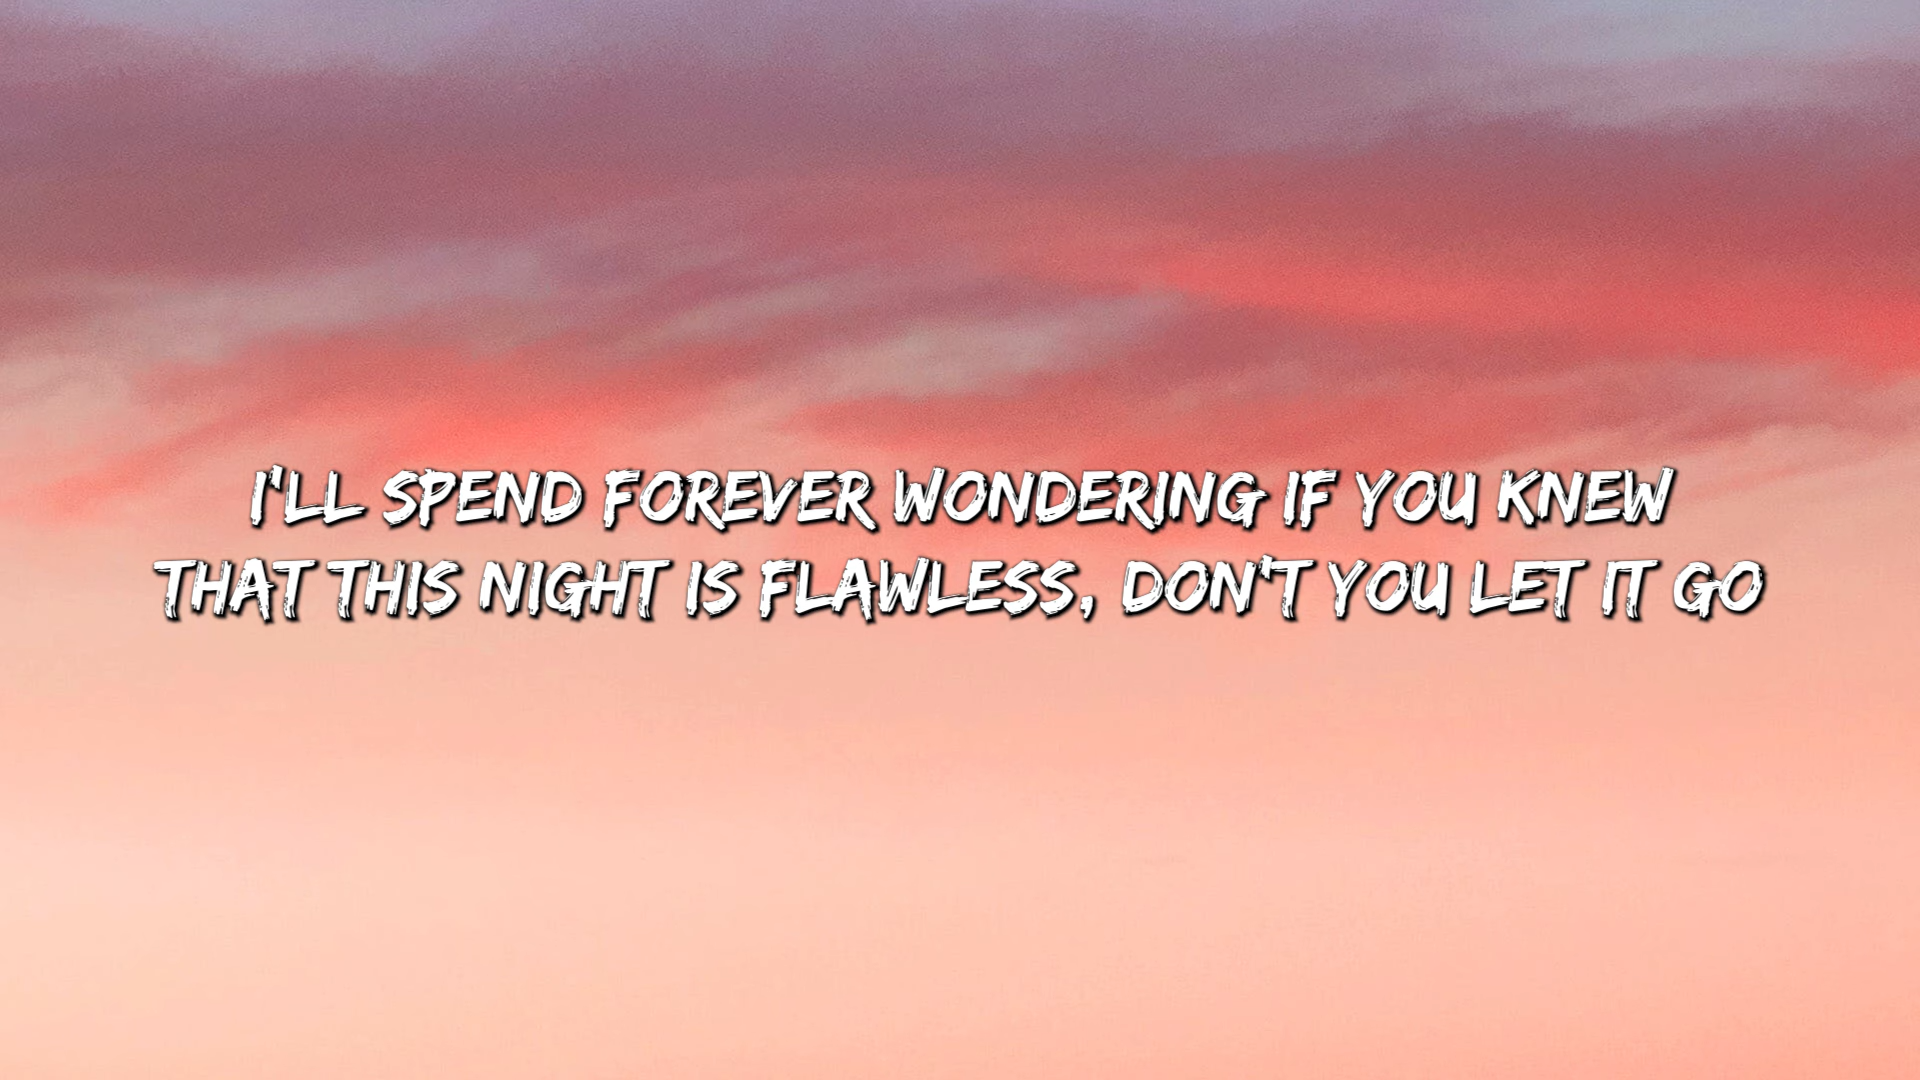 I'LL SPEND FOREVER WONDERING IF YOU KNEW
THAT THIS NIGHT IS FLAWLESS, DON'T YOU LET IT GO